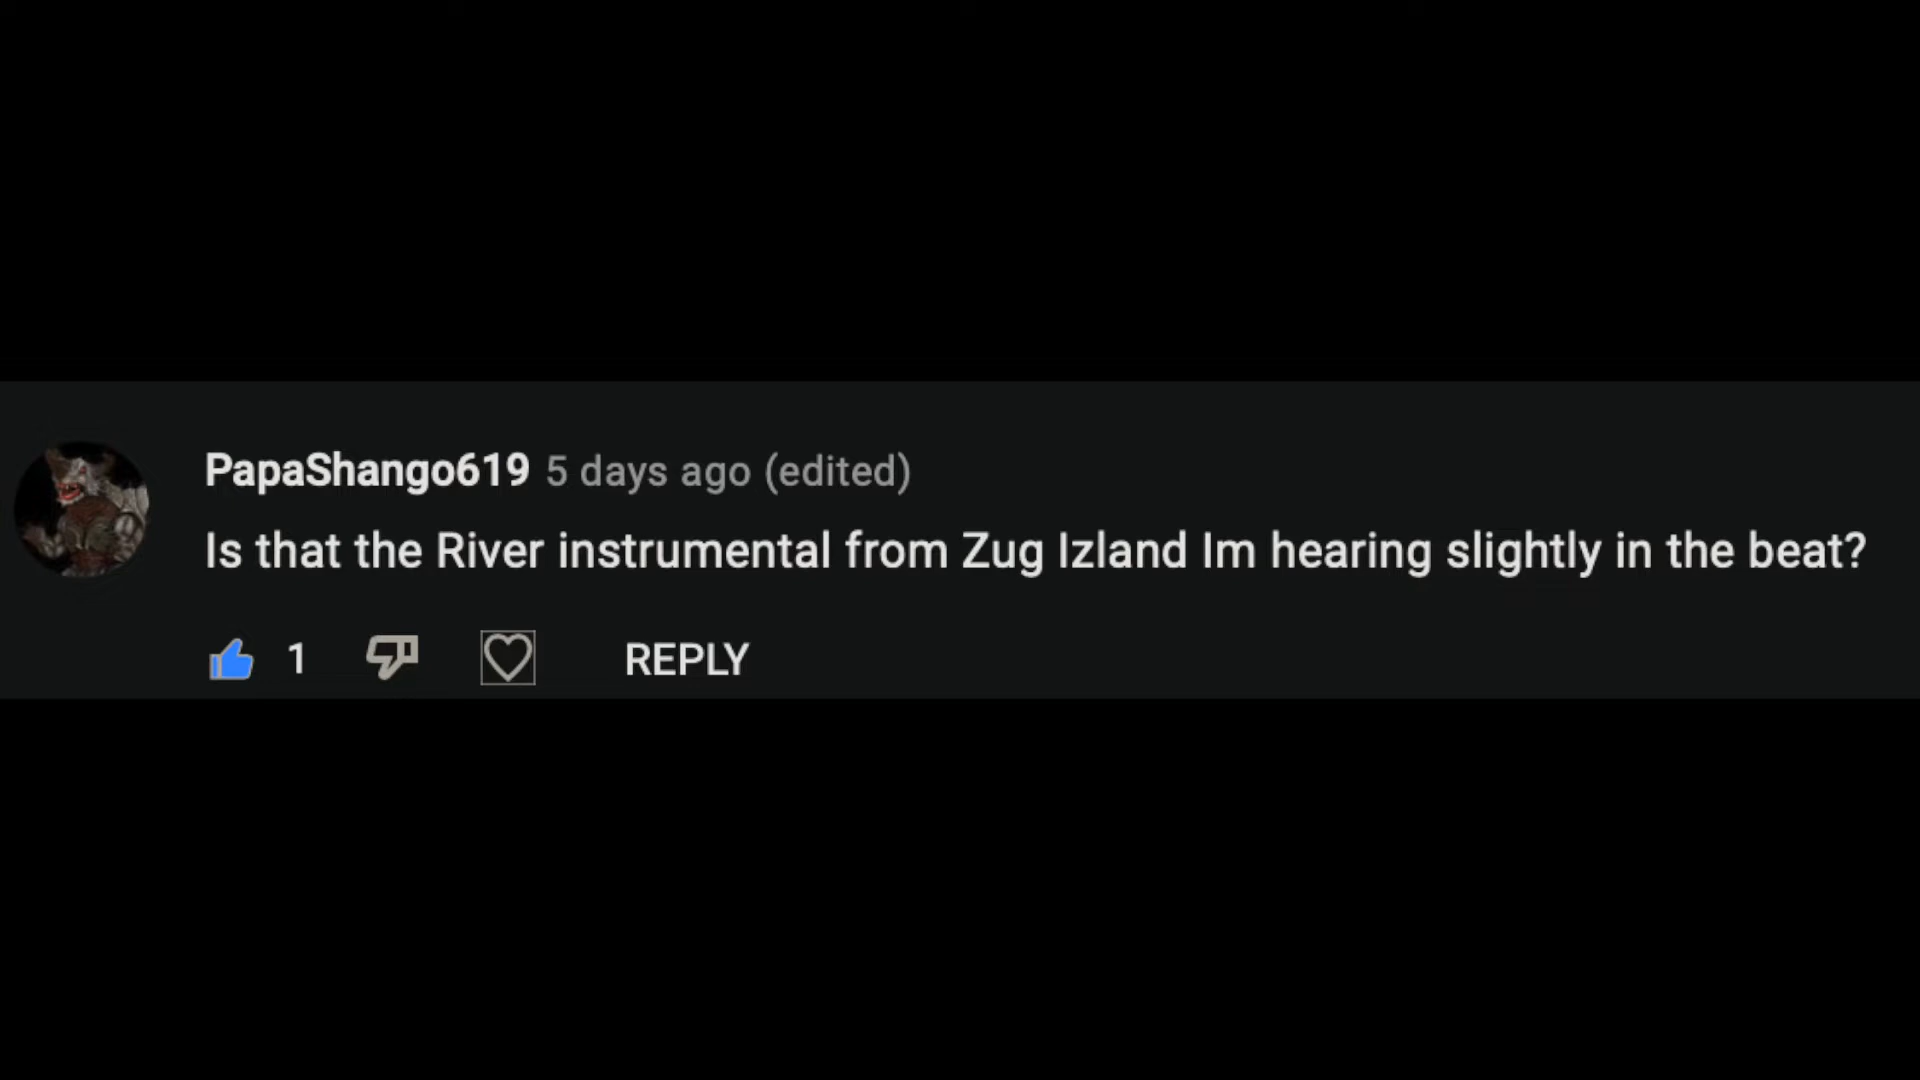 PapaShango619 5 days ago (edited)
Is that the River instrumental from Zug Izland Im hearing slightly in the beat?
1 REPLY